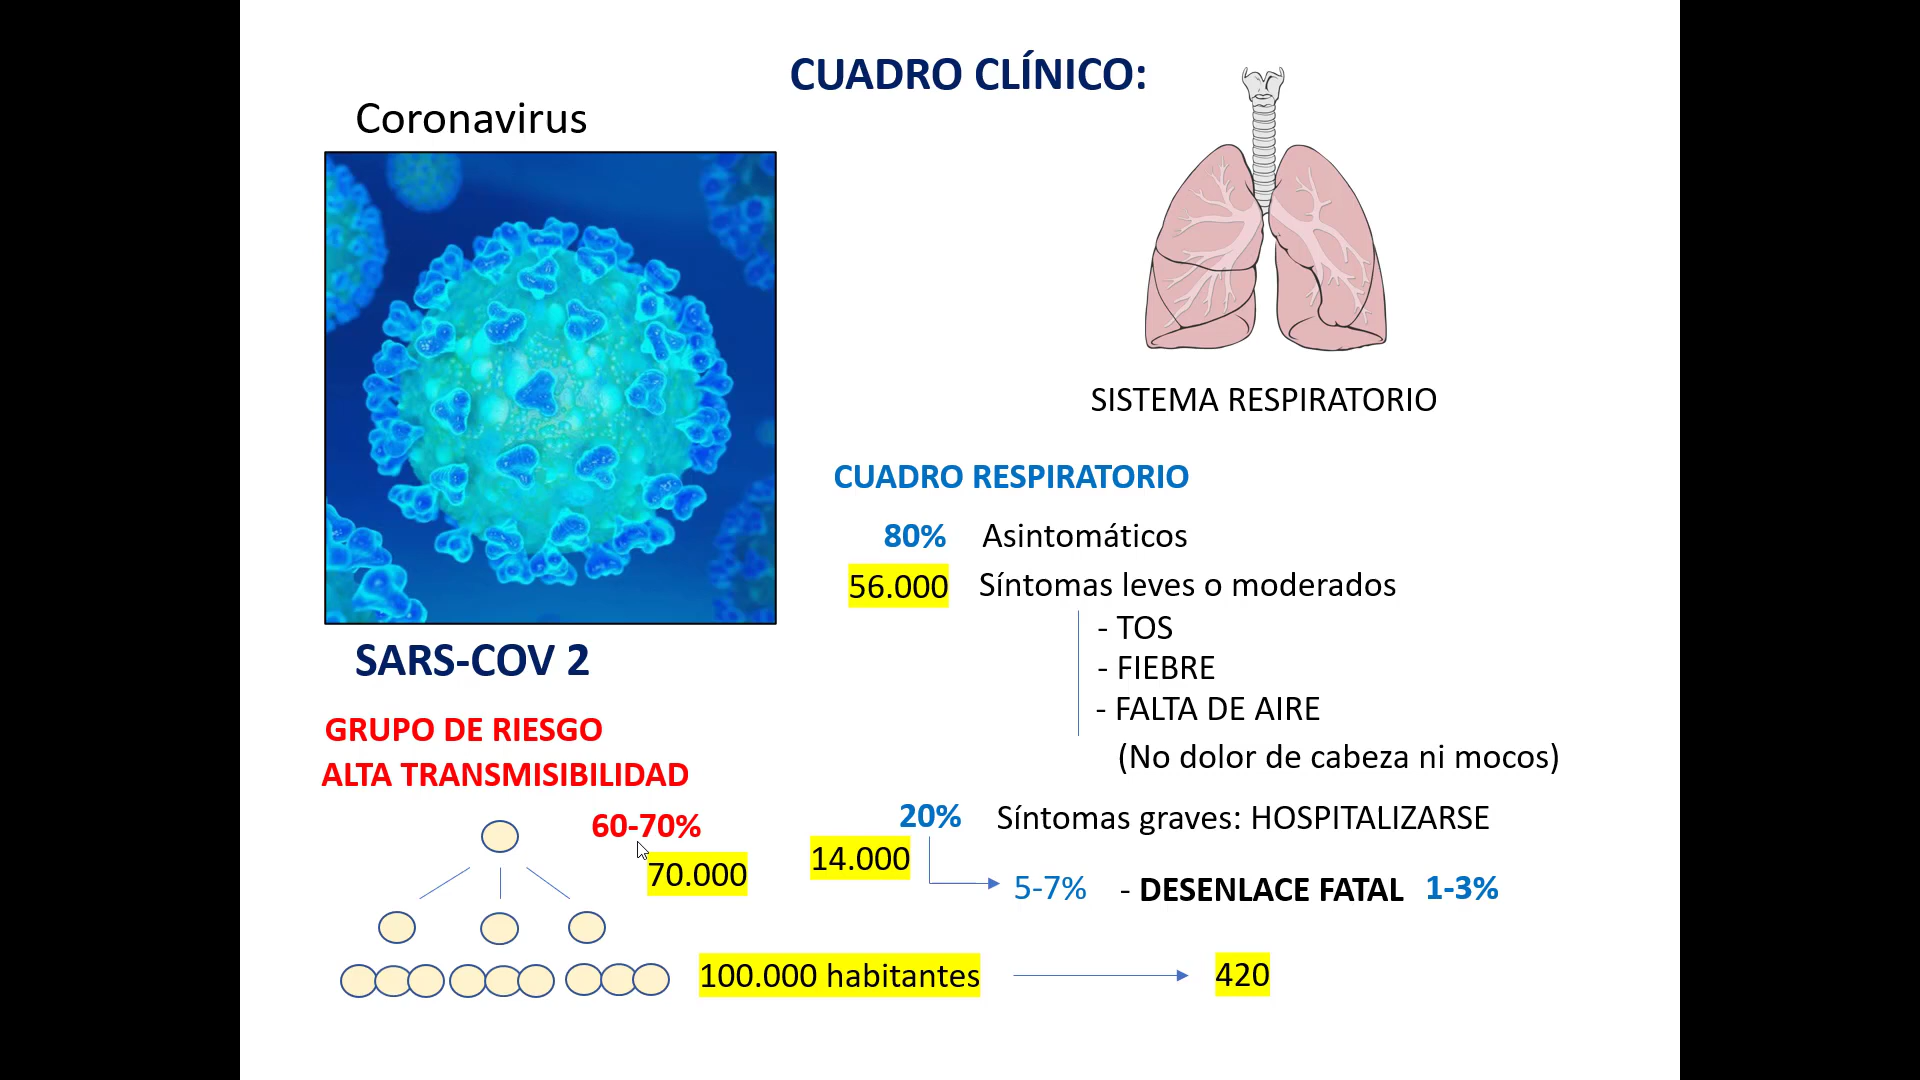 CUADRO CLÍNICO:
Coronavirus
SARS-COV 2
GRUPO DE RIESGO
ALTA TRANSMISIBILIDAD
60-70%
70.000
SISTEMA RESPIRATORIO
CUADRO RESPIRATORIO
80% Asintomáticos
56.000 Síntomas leves o moderados
- TOS
- FIEBRE
- FALTA DE AIRE
(No dolor de cabeza ni mocos)
20% Síntomas graves: HOSPITALIZARSE
14.000
5-7% - DESENLACE FATAL 1-3%
100.000 habitantes 420